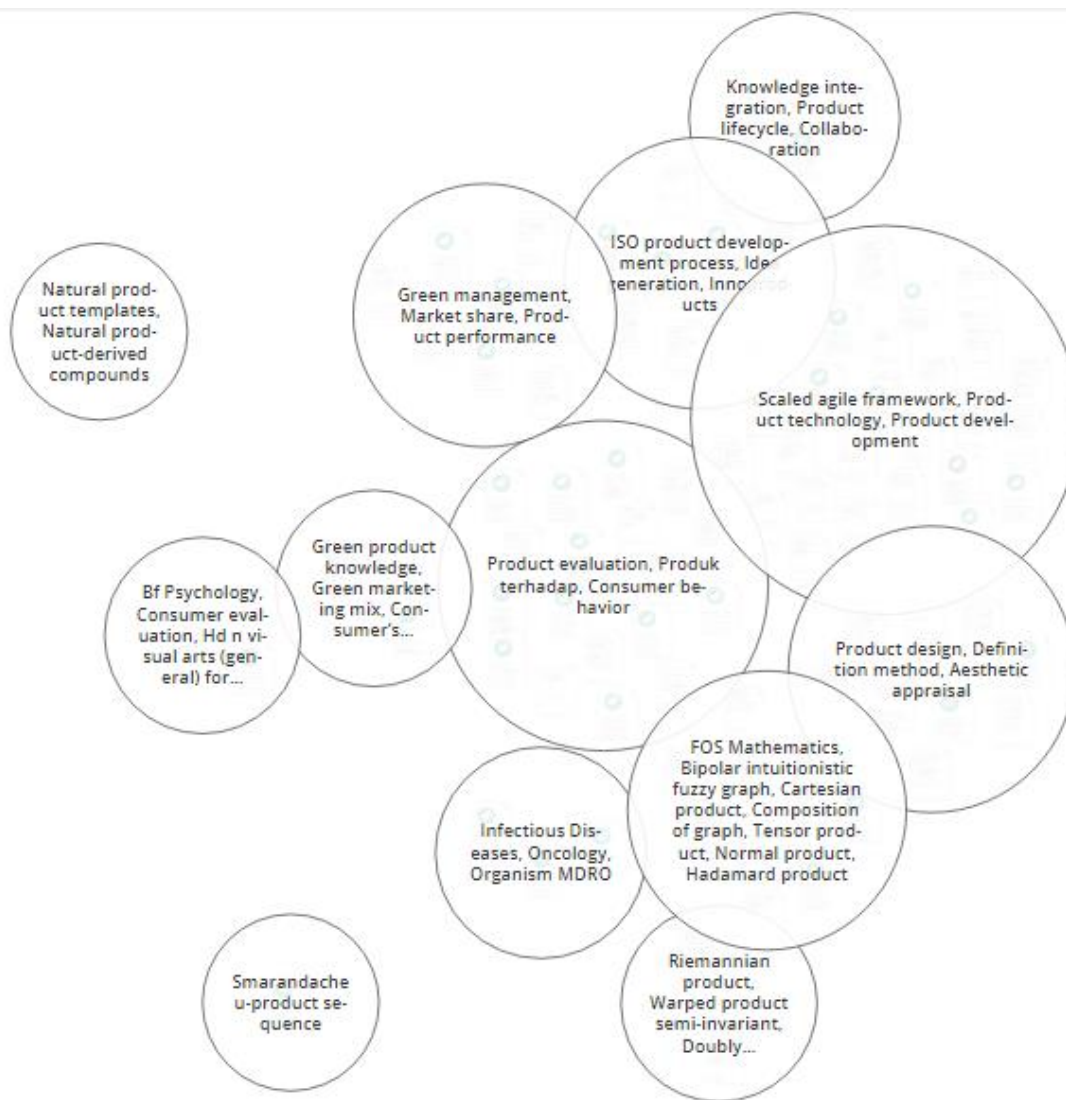 Knowledge inte-
gration, Product
lifecycle, Collabo-
ration
ISO product develop-
ment process, Idea
generation, Inno
ucts
Green management,
Market share, Prod-
uct performance
Natural prod-
uct templates,
Natural prod-
uct-derived
compounds
Scaled agile framework, Prod-
uct technology, Product devel-
opment
Green product
knowledge,
Green market-
ing mix, Con-
sumer's...
Product evaluation, Produk
terhadap, Consumer be-
havior
Bf Psychology,
Consumer eval-
uation, Hd n vi-
sual arts (gen-
eral) for...
Product design, Defini-
tion method, Aesthetic
appraisal
FOS Mathematics,
Bipolar intuitionistic
fuzzy graph, Cartesian
product, Composition
of graph, Tensor prod-
uct, Normal product,
Hadamard product
Infectious Dis-
eases, Oncology,
Organism MDRO
Smarandache
u-product se-
quence
Riemannian
product,
Warped product
semi-invariant,
Doubly...